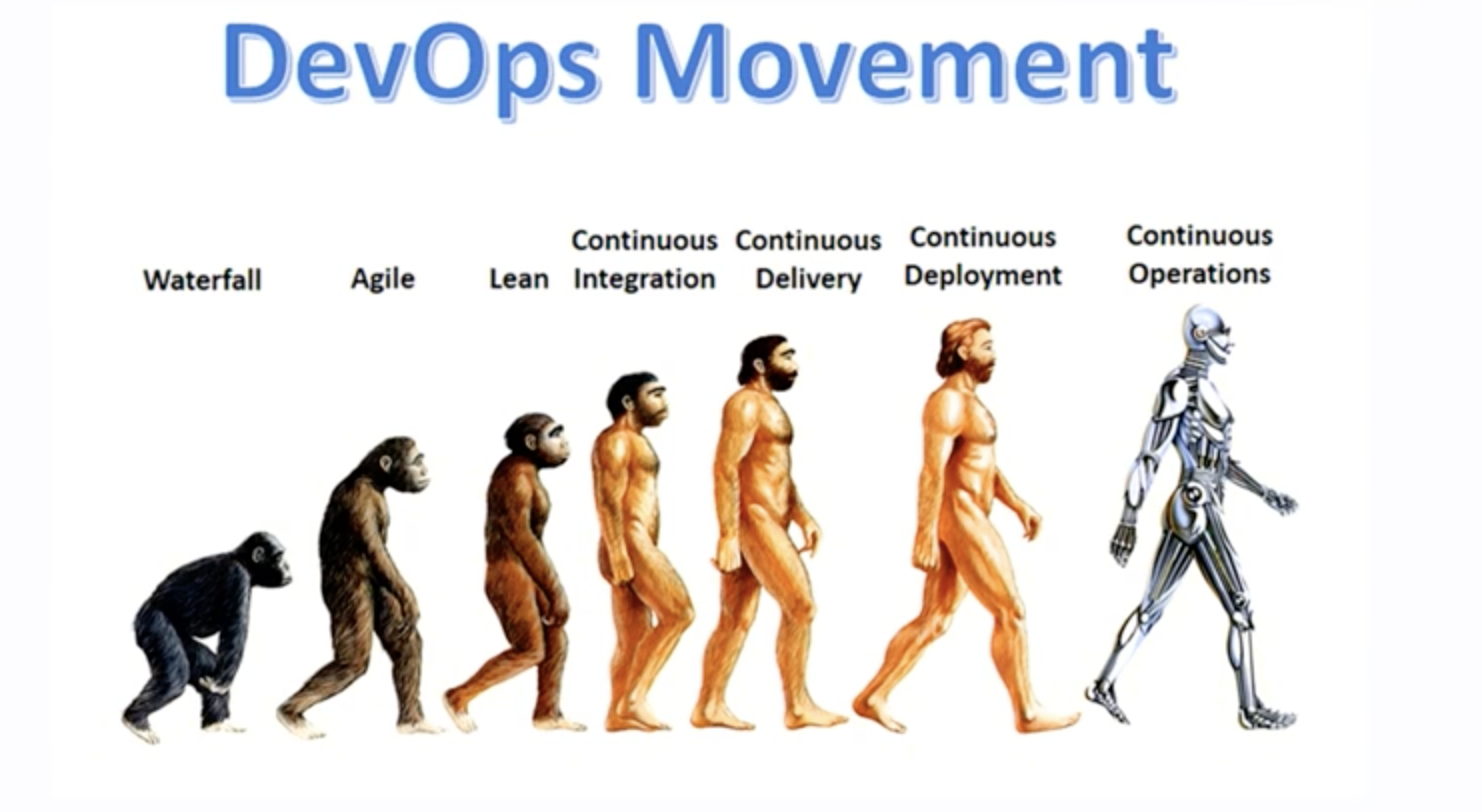 DevOps Movement
Waterfall
Agile
Lean
Continuous
Integration
Continuous
Delivery
Continuous
Deployment
Continuous
Operations